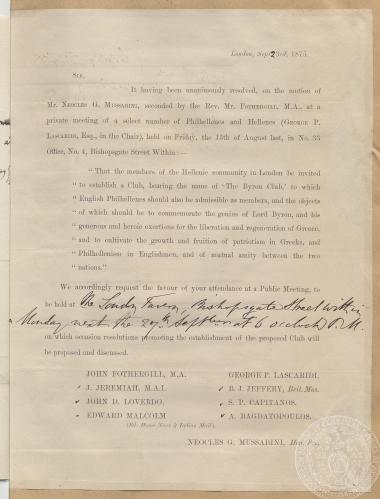 London, Sept 23rd, 1875.
SIR,
It having been unanimously resolved, on the motion of
Mr. NEOCLES G. MUSSABINI, seconded by the Rev. Mr. FOTHERGILL, M.A., at a
private meeting of a select number of Philhellenes and Hellenes (GEORGE P.
LASCARIDI, Esq., in the Chair), held on Friday, the 15th of August last, in No. 33
Office, No. 4, Bishopsgate Street Within:—
" That the members of the Hellenic community in London be invited
" to establish a Club, bearing the name of 'The Byron Club,' to which
" English Philhellenes should also be admissible as members, and the objects
" of which should be to commemorate the genius of Lord Byron, and his
" generous and heroic exertions for the liberation and regeneration of Greece,
" and to cultivate the growth and fruition of patriotism in Greeks, and
" Philhellenism in Englishmen, and of mutual amity between the two
" nations."
We accordingly request the favour of your attendance at a Public Meeting, to
be held at the London Tavern, Bishopsgate Street within
Monday next the 27th Septber at 6 o'clock P.M.
on which occasion resolutions promoting the establishment of the proposed Club will
be proposed and discussed.
JOHN FOTHERGILL, M.A. GEORGE P. LASCARIDI.
J. JEREMIAH, M.A.I. B. J. JEFFERY, Brit. Mus.
JOHN D. LOVERDO. S. P. CAPITANOS.
EDWARD MALCOLM A. BAGDATOPOULOS.
(Ed. Home News & Indian Mail).
NEOCLES G. MUSSABINI, Hon.